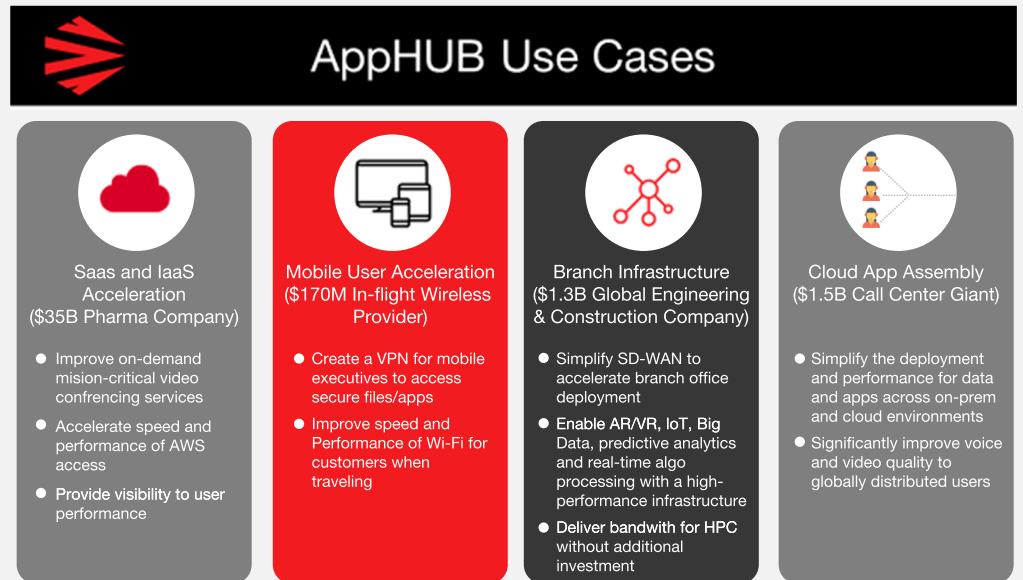 AppHUB Use Cases
Saas and IaaS
Acceleration
($35B Pharma Company)
Improve on-demand
mision-critical video
confrencing services
Accelerate speed and
performance of AWS
access
Provide visibility to user
performance
Mobile User Acceleration
($170M In-flight Wireless
Provider)
Create a VPN for mobile
executives to access
secure files/apps
Improve speed and
Performance of Wi-Fi for
customers when
traveling
Branch Infrastructure
($1.3B Global Engineering
& Construction Company)
Simplify SD-WAN to
accelerate branch office
deployment
Enable AR/VR, IoT, Big
Data, predictive analytics
and real-time algo
processing with a high-
performance infrastructure
Deliver bandwith for HPC
without additional
investment
Cloud App Assembly
($1.5B Call Center Giant)
Simplify the deployment
and performance for data
and apps across on-prem
and cloud environments
Significantly improve voice
and video quality to
globally distributed users